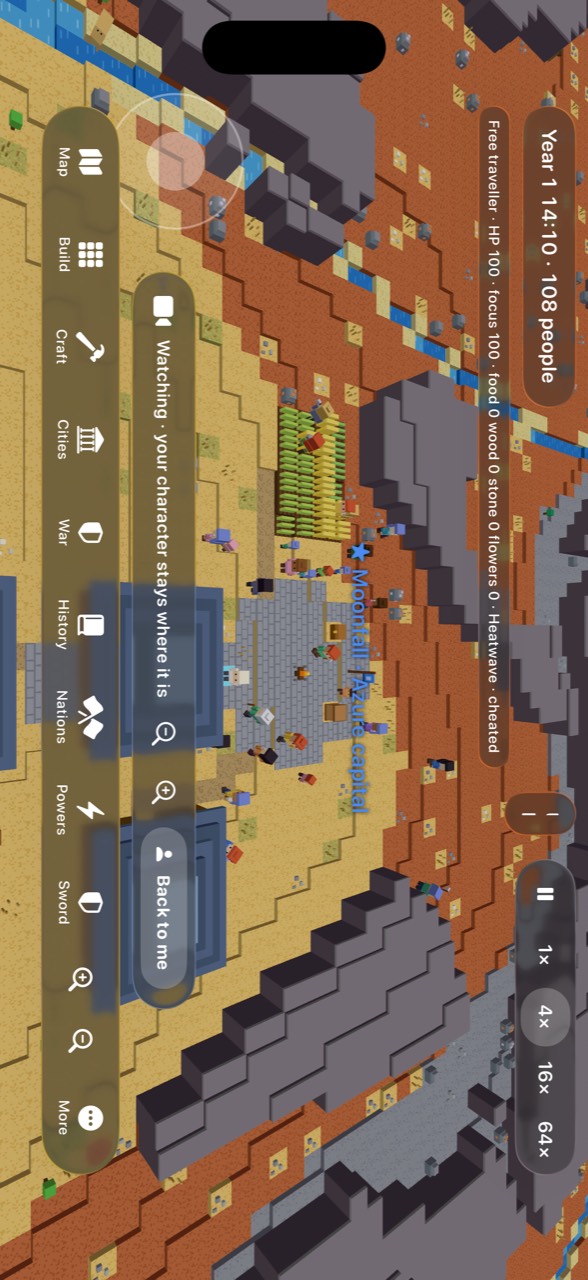 Year 1 14:10 · 108 people
Free traveller · HP 100 · focus 100 · food 0 wood 0 stone 0 flowers 0 · Heatwave · cheated
1×
4×
16×
64×
Moonfall · Azure capital
Watching · your character stays where it is
Back to me
Map
Build
Craft
Cities
War
History
Nations
Powers
Sword
More